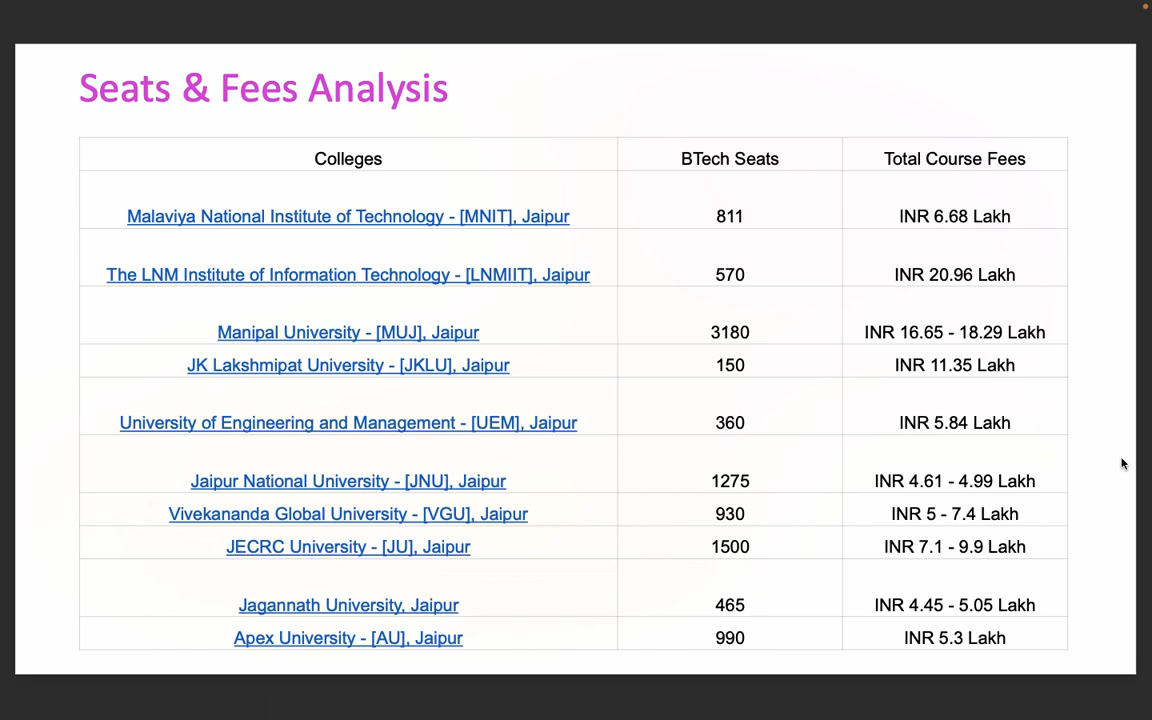 Seats & Fees Analysis
Colleges BTech Seats Total Course Fees
Malaviya National Institute of Technology - [MNIT], Jaipur 811 INR 6.68 Lakh
The LNM Institute of Information Technology - [LNMIIT], Jaipur 570 INR 20.96 Lakh
Manipal University - [MUJ], Jaipur 3180 INR 16.65 - 18.29 Lakh
JK Lakshmipat University - [JKLU], Jaipur 150 INR 11.35 Lakh
University of Engineering and Management - [UEM], Jaipur 360 INR 5.84 Lakh
Jaipur National University - [JNU], Jaipur 1275 INR 4.61 - 4.99 Lakh
Vivekananda Global University - [VGU], Jaipur 930 INR 5 - 7.4 Lakh
JECRC University - [JU], Jaipur 1500 INR 7.1 - 9.9 Lakh
Jagannath University, Jaipur 465 INR 4.45 - 5.05 Lakh
Apex University - [AU], Jaipur 990 INR 5.3 Lakh